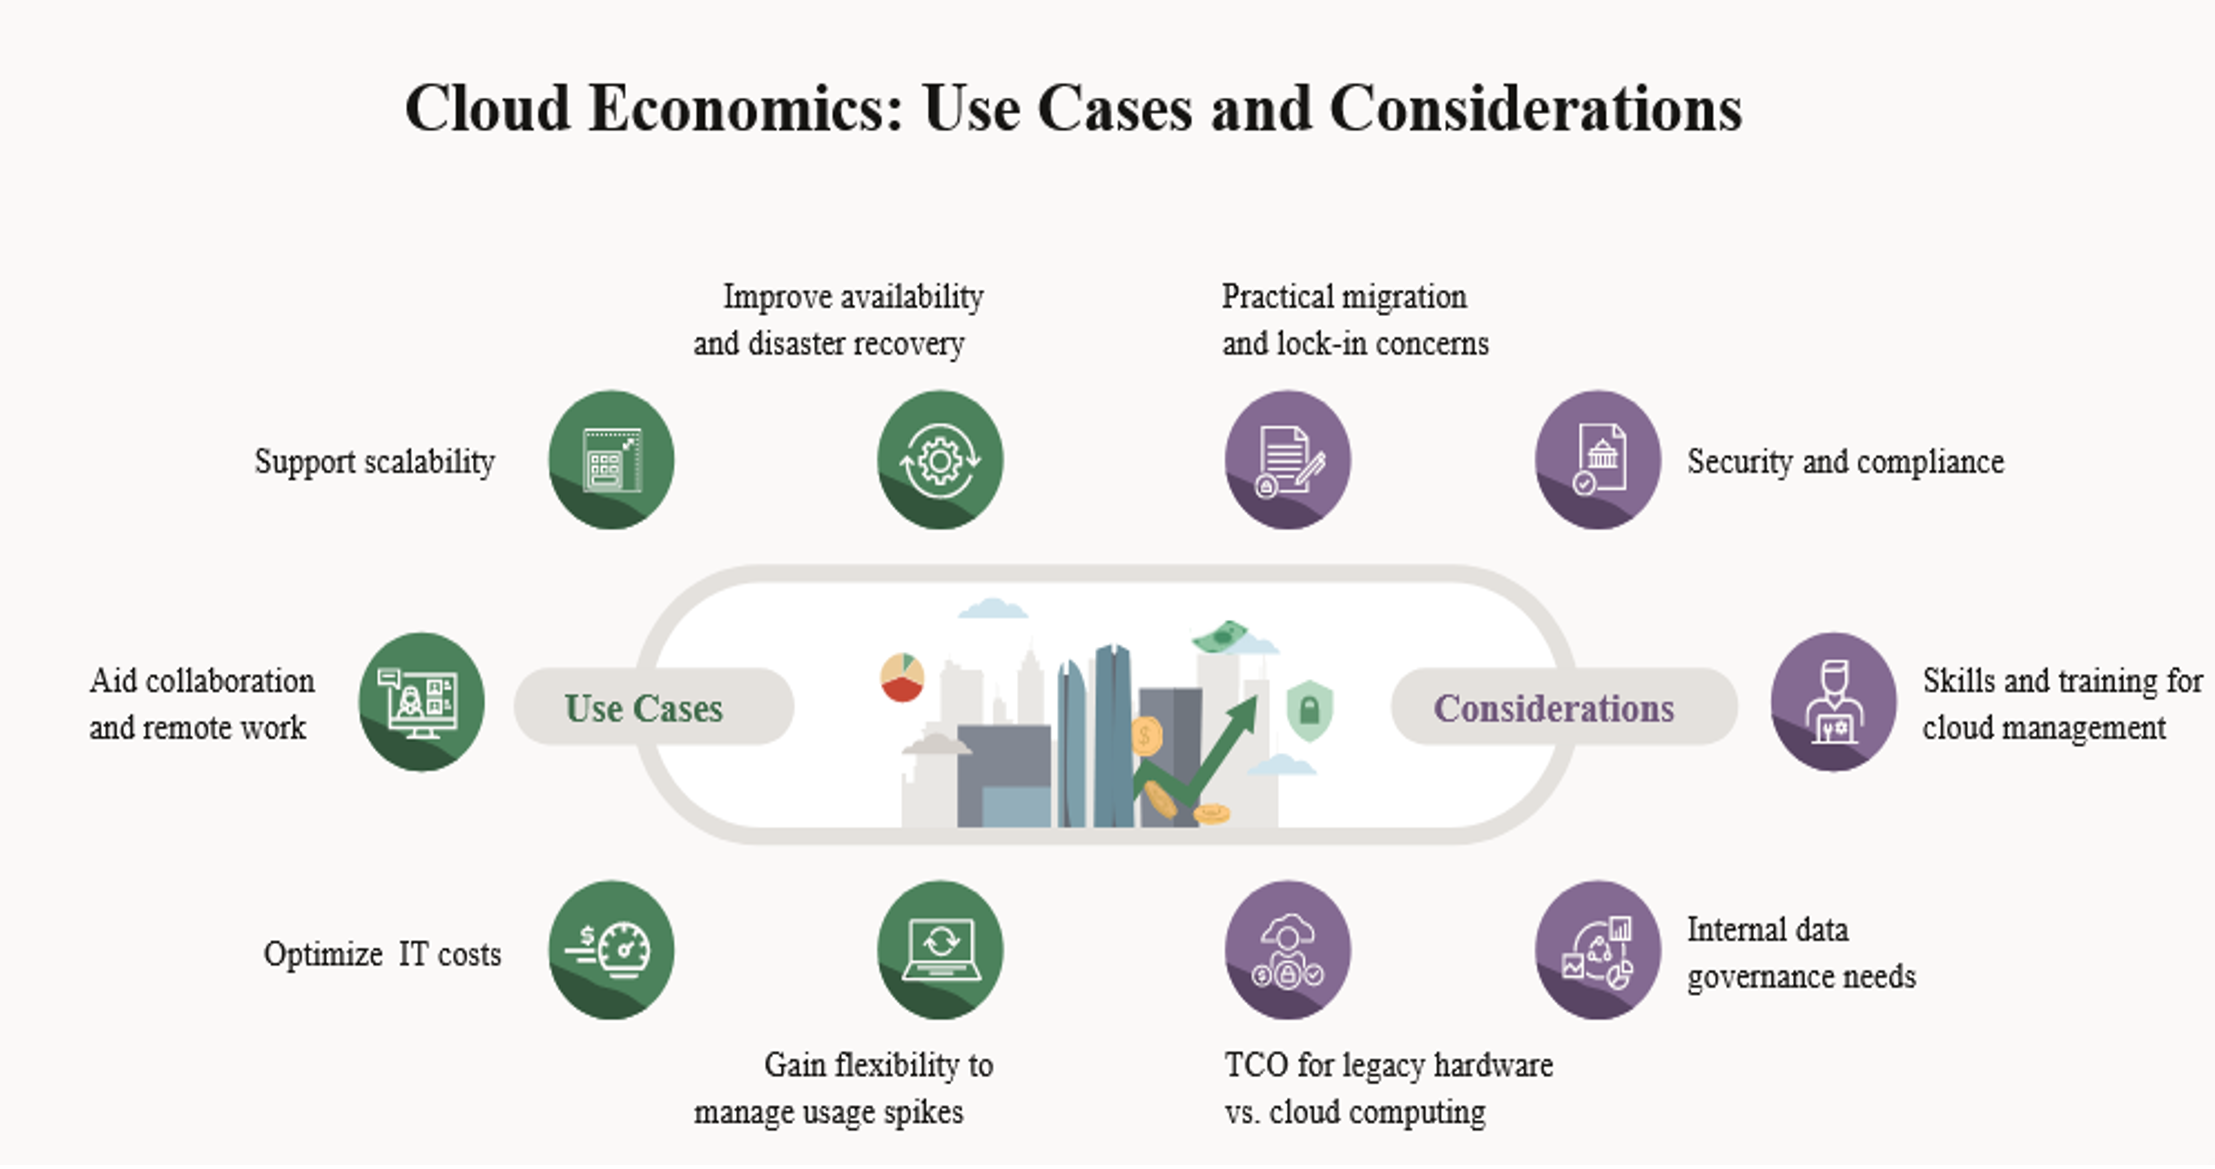 Cloud Economics: Use Cases and Considerations
Improve availability
and disaster recovery
Practical migration
and lock-in concerns
Support scalability
Security and compliance
Aid collaboration
and remote work
Use Cases
Considerations
Skills and training for
cloud management
Optimize IT costs
Internal data
governance needs
Gain flexibility to
manage usage spikes
TCO for legacy hardware
vs. cloud computing